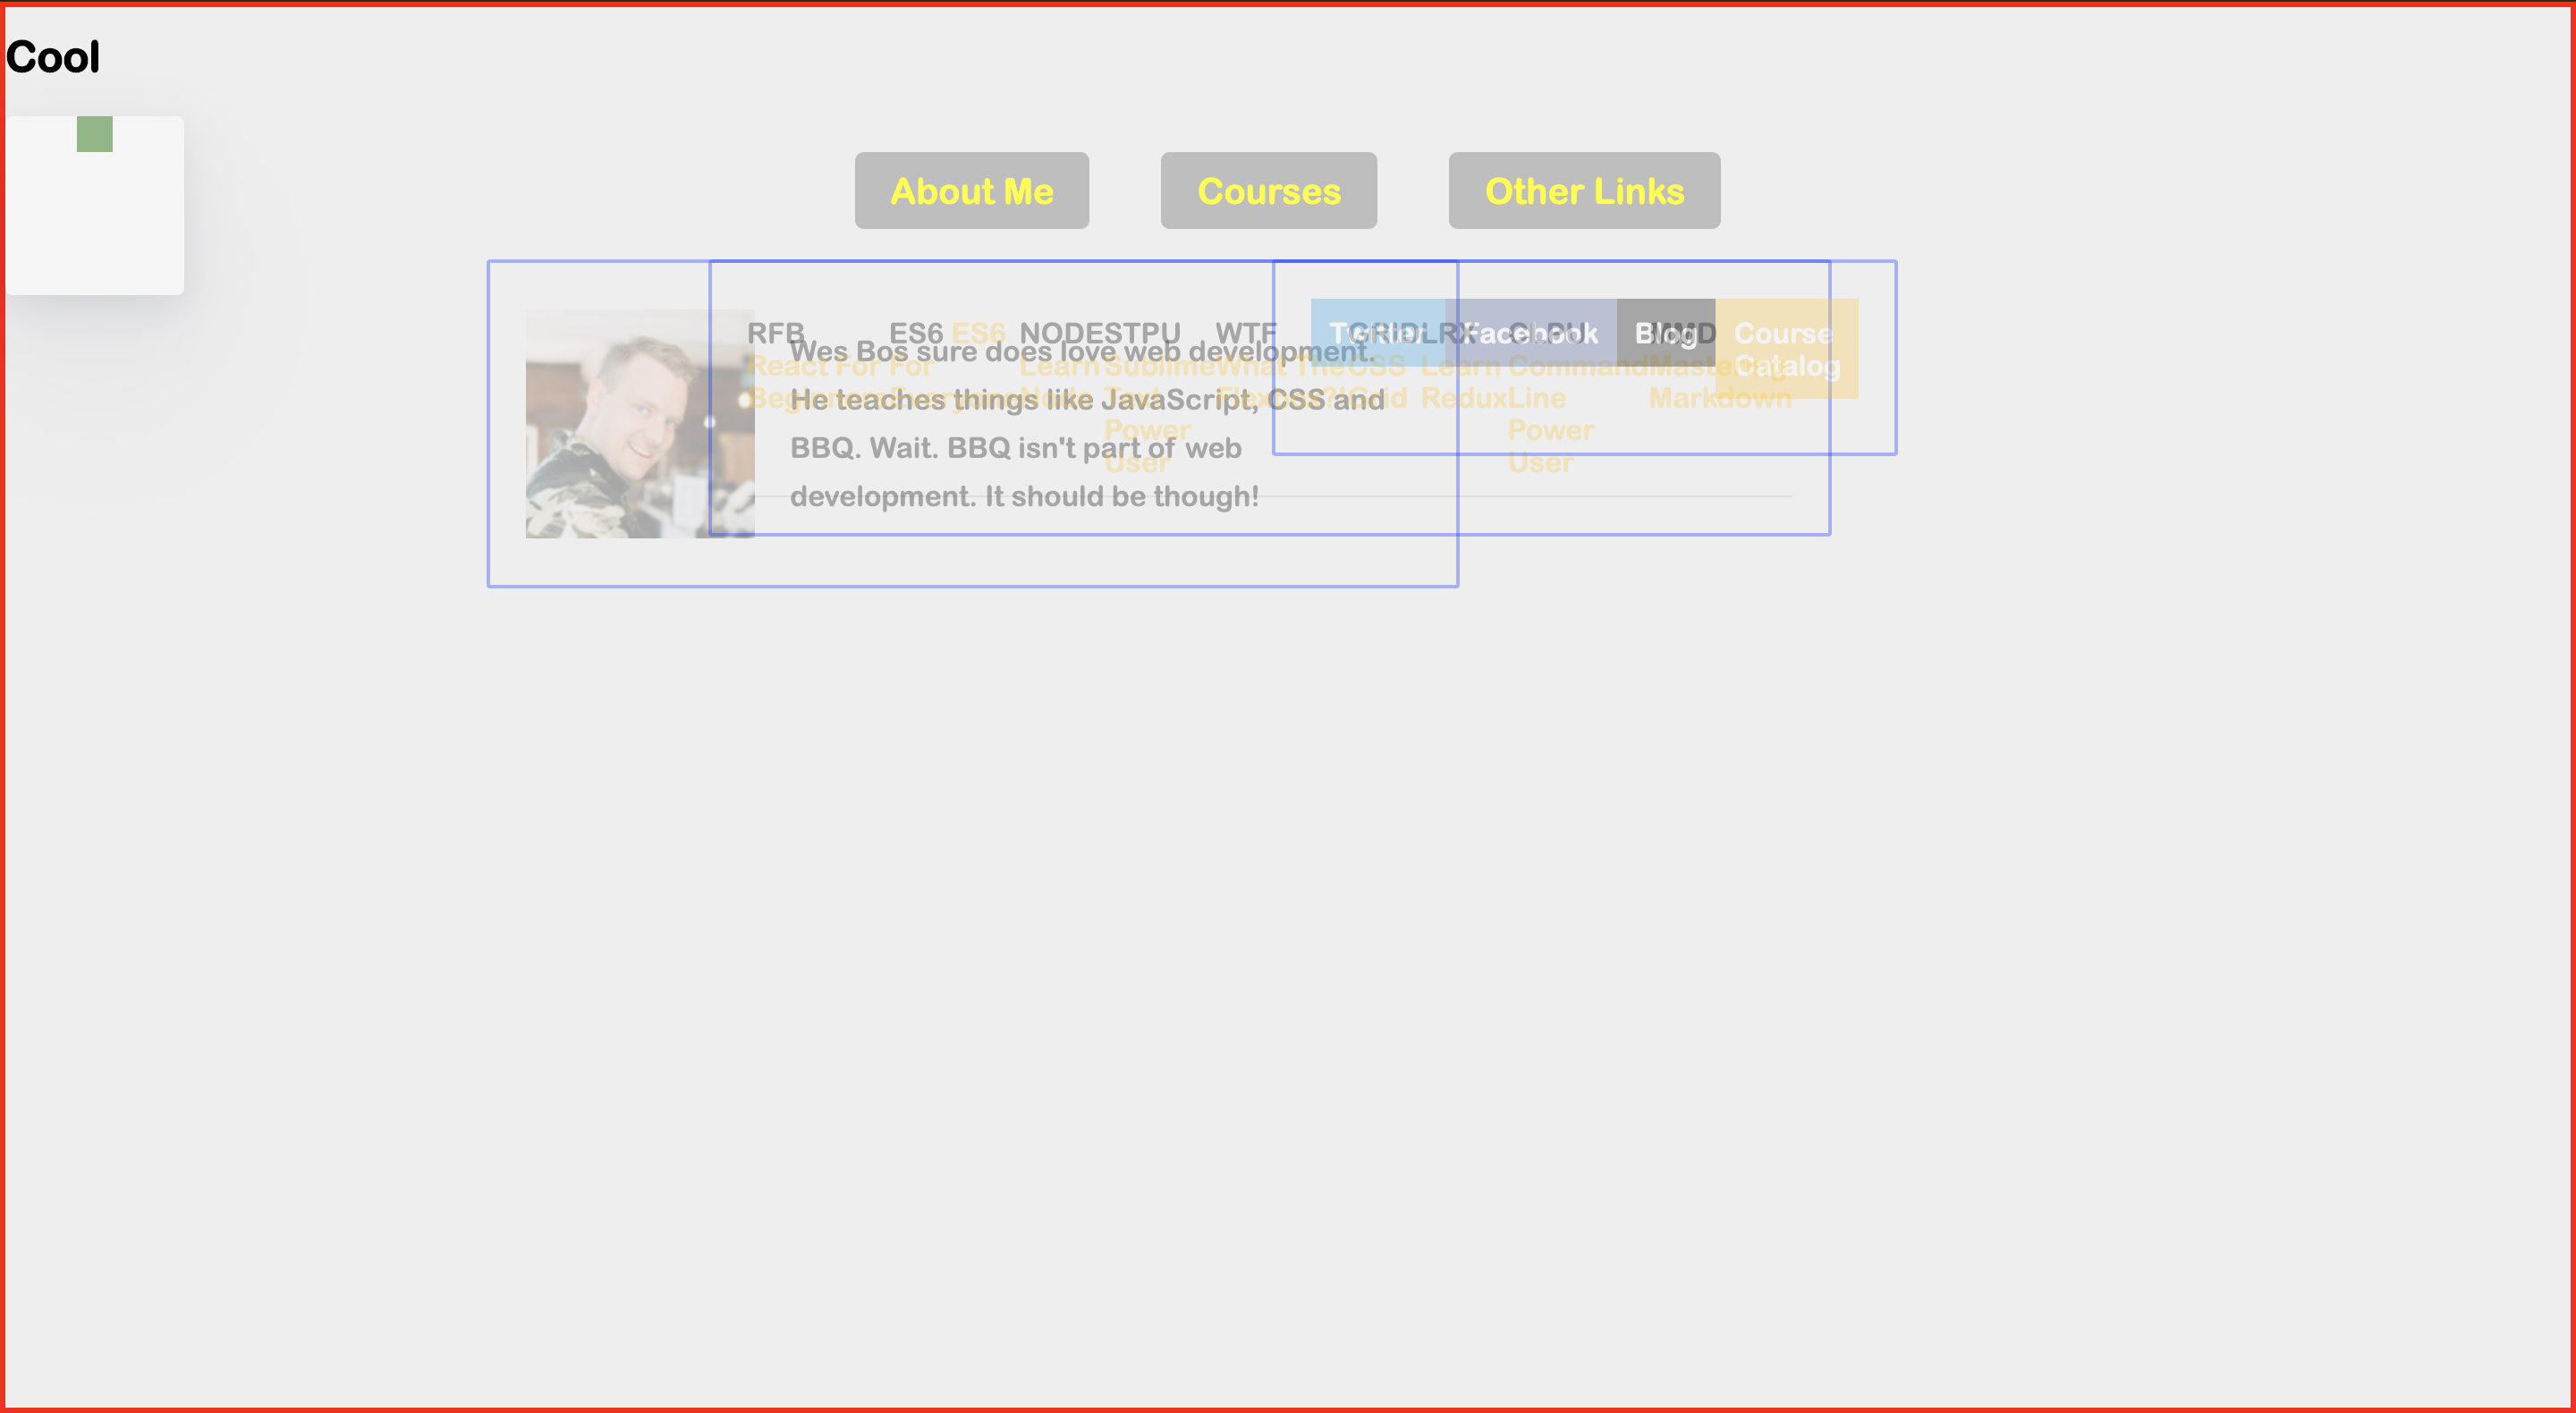 Cool
About Me
Courses
Other Links
Wes Bos sure does love web development.
He teaches things like JavaScript, CSS and
BBQ. Wait. BBQ isn't part of web
development. It should be though!
RFB
React For
Beginners
ES6 ES6
For
Everyone
NODE
Learn
Node
STPU
Sublime
Text
Power
User
WTF
What The
GRID
CSS
Grid
LRX
Learn
Redux
CLPU
Command
Line
Power
User
MMD
Mastering
Markdown
Twitter
Facebook
Blog
Course
Catalog